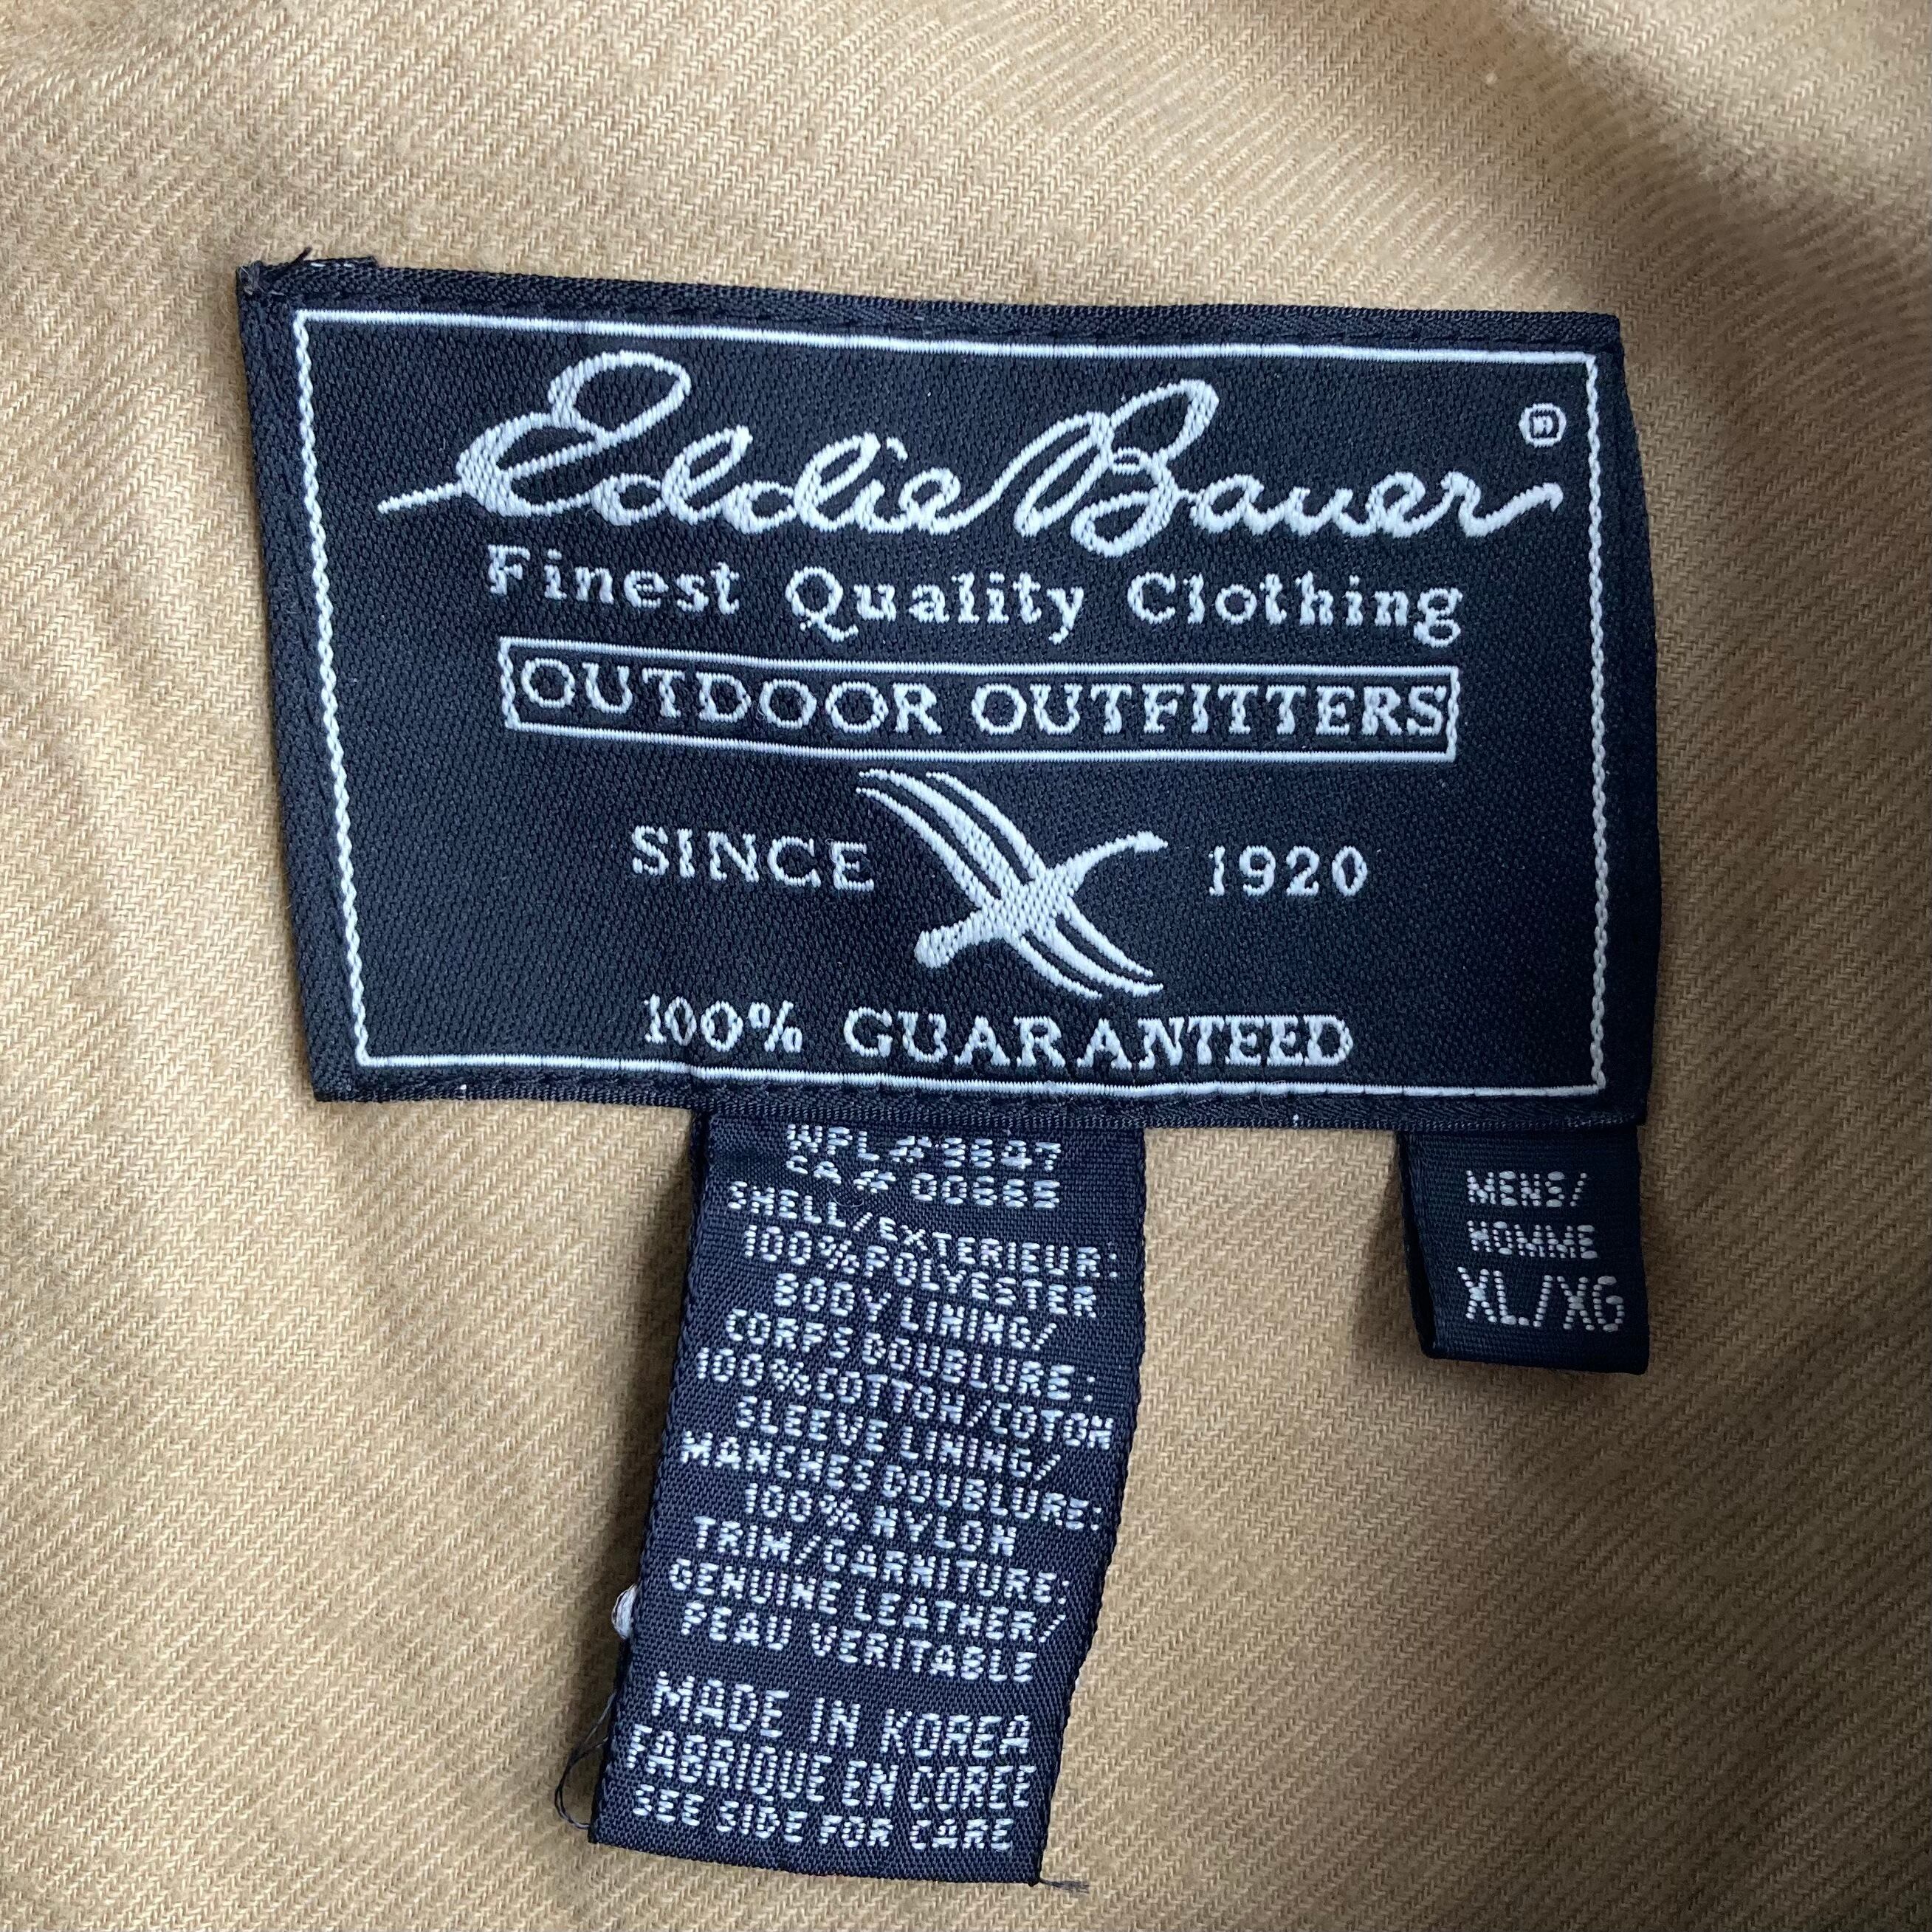 Eddie Bauer ®
Finest Quality Clothing
OUTDOOR OUTFITTERS
SINCE 1920
100% GUARANTEED
WPL#
CA#
SHELL/EXTERIEUR:
100%POLYESTER
BODY LINING/
CORPS DOUBLURE:
100%COTTON/COTON
SLEEVE LINING/
MANCHES DOUBLURE:
100% NYLON
TRIM/GARNITURE:
GENUINE LEATHER/
PEAU VERITABLE
MADE IN KOREA
FABRIQUE EN COREE
SEE SIDE FOR CARE
MENS/
HOMME
XL/XG